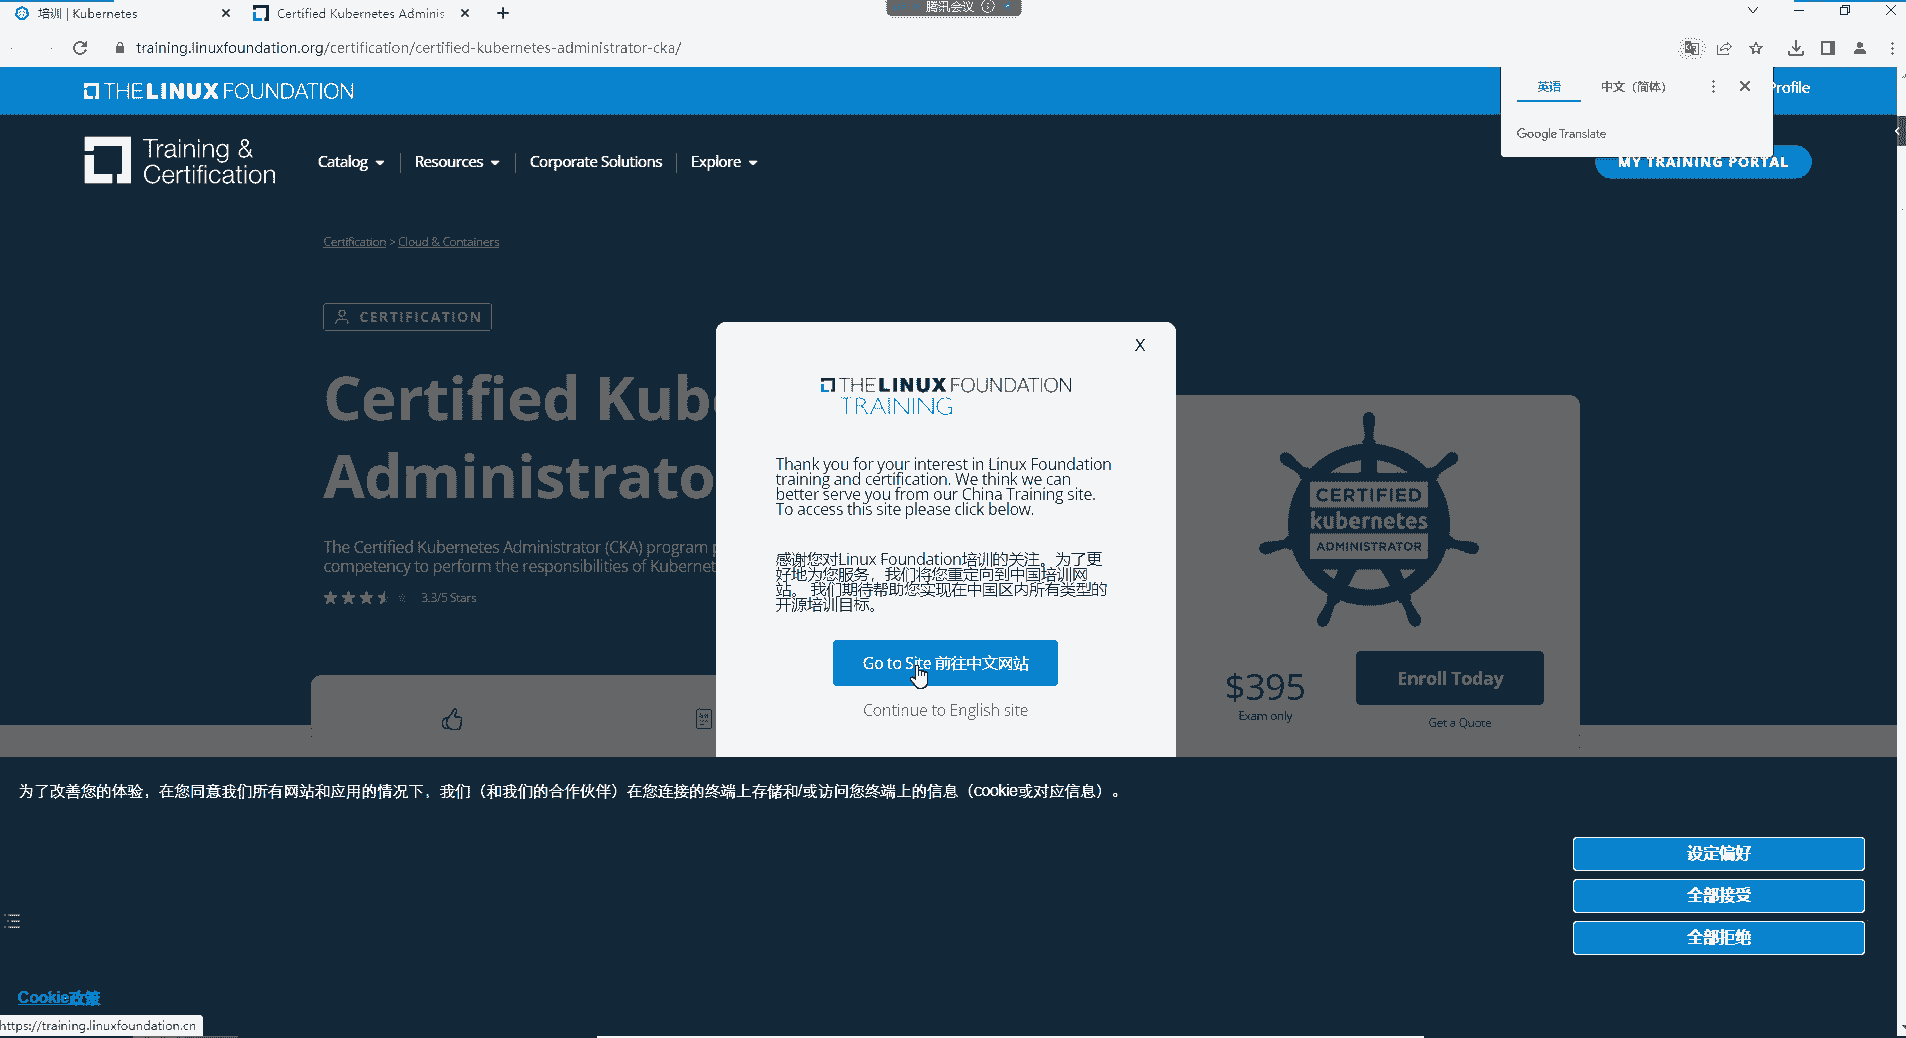 培训 | Kubernetes
Certified Kubernetes Adminis
腾讯会议
training.linuxfoundation.org/certification/certified-kubernetes-administrator-cka/
THE LINUX FOUNDATION
英语
中文（简体）
Profile
Google Translate
Training &
Certification
Catalog
Resources
Corporate Solutions
Explore
MY TRAINING PORTAL
Certification > Cloud & Containers
CERTIFICATION
Certified Kub
Administrato
The Certified Kubernetes Administrator (CKA) program p
competency to perform the responsibilities of Kubernet
3.3/5 Stars
X
THE LINUX FOUNDATION
TRAINING
Thank you for your interest in Linux Foundation
training and certification. We think we can
better serve you from our China Training site.
To access this site please click below.
感谢您对Linux Foundation培训的关注。为了更
好地为您服务，我们将您重定向到中国培训网
站。 我们期待帮助您实现在中国区内所有类型的
开源培训目标。
Go to Site 前往中文网站
Continue to English site
CERTIFIED
kubernetes
ADMINISTRATOR
$395
Exam only
Enroll Today
Get a Quote
为了改善您的体验，在您同意我们所有网站和应用的情况下，我们（和我们的合作伙伴）在您连接的终端上存储和/或访问您终端上的信息（cookie或对应信息）。
设定偏好
全部接受
全部拒绝
Cookie政策
https://training.linuxfoundation.cn